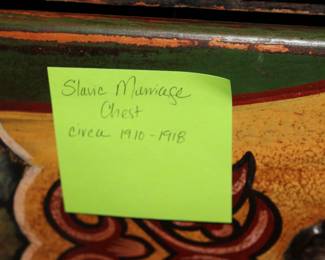 Slavic Marriage
Chest
circa 1910-1918